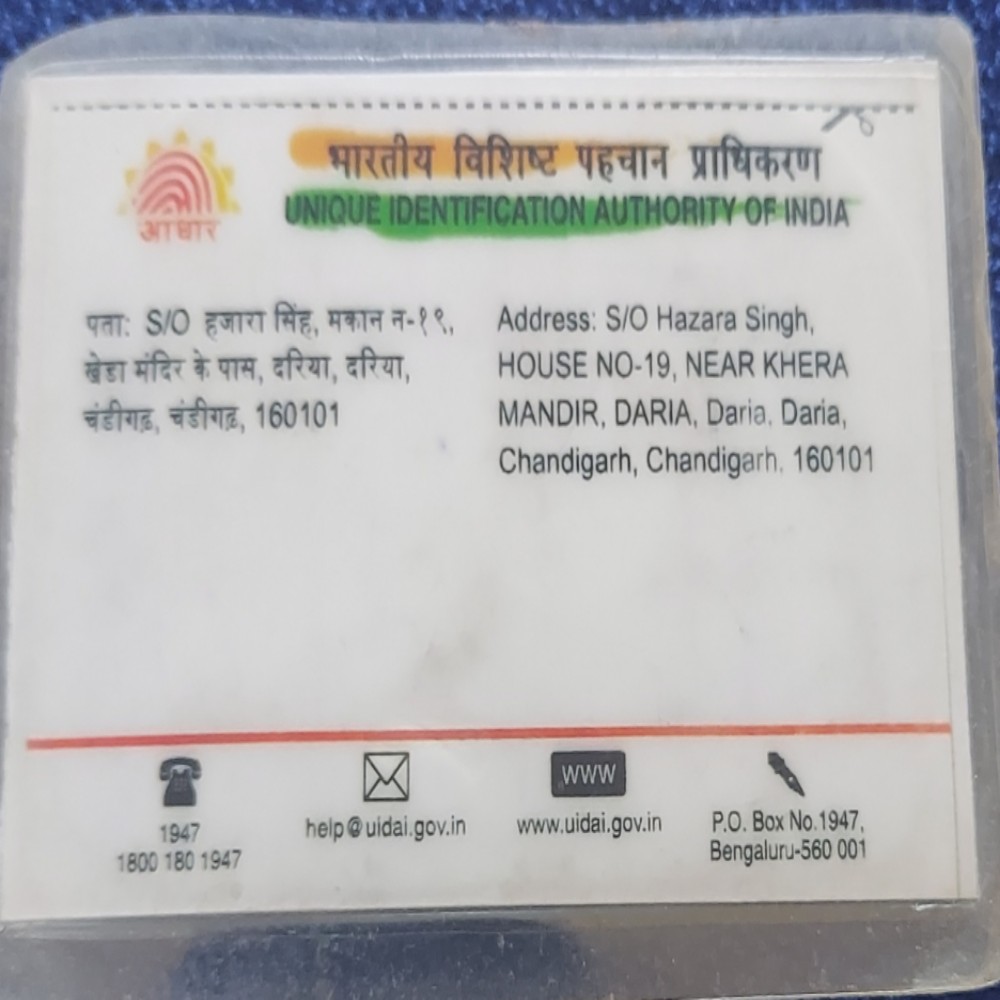 भारतीय विशिष्ट पहचान प्राधिकरण
UNIQUE IDENTIFICATION AUTHORITY OF INDIA
आधार
पता: S/O हजारा सिंह, मकान न-१९,
खेडा मंदिर के पास, दरिया, दरिया,
चंडीगढ़, चंडीगढ़, 160101
Address: S/O Hazara Singh,
HOUSE NO-19, NEAR KHERA
MANDIR, DARIA, Daria, Daria,
Chandigarh, Chandigarh, 160101
1947
1800 180 1947
help@uidai.gov.in
WWW
www.uidai.gov.in
P.O. Box No.1947,
Bengaluru-560 001